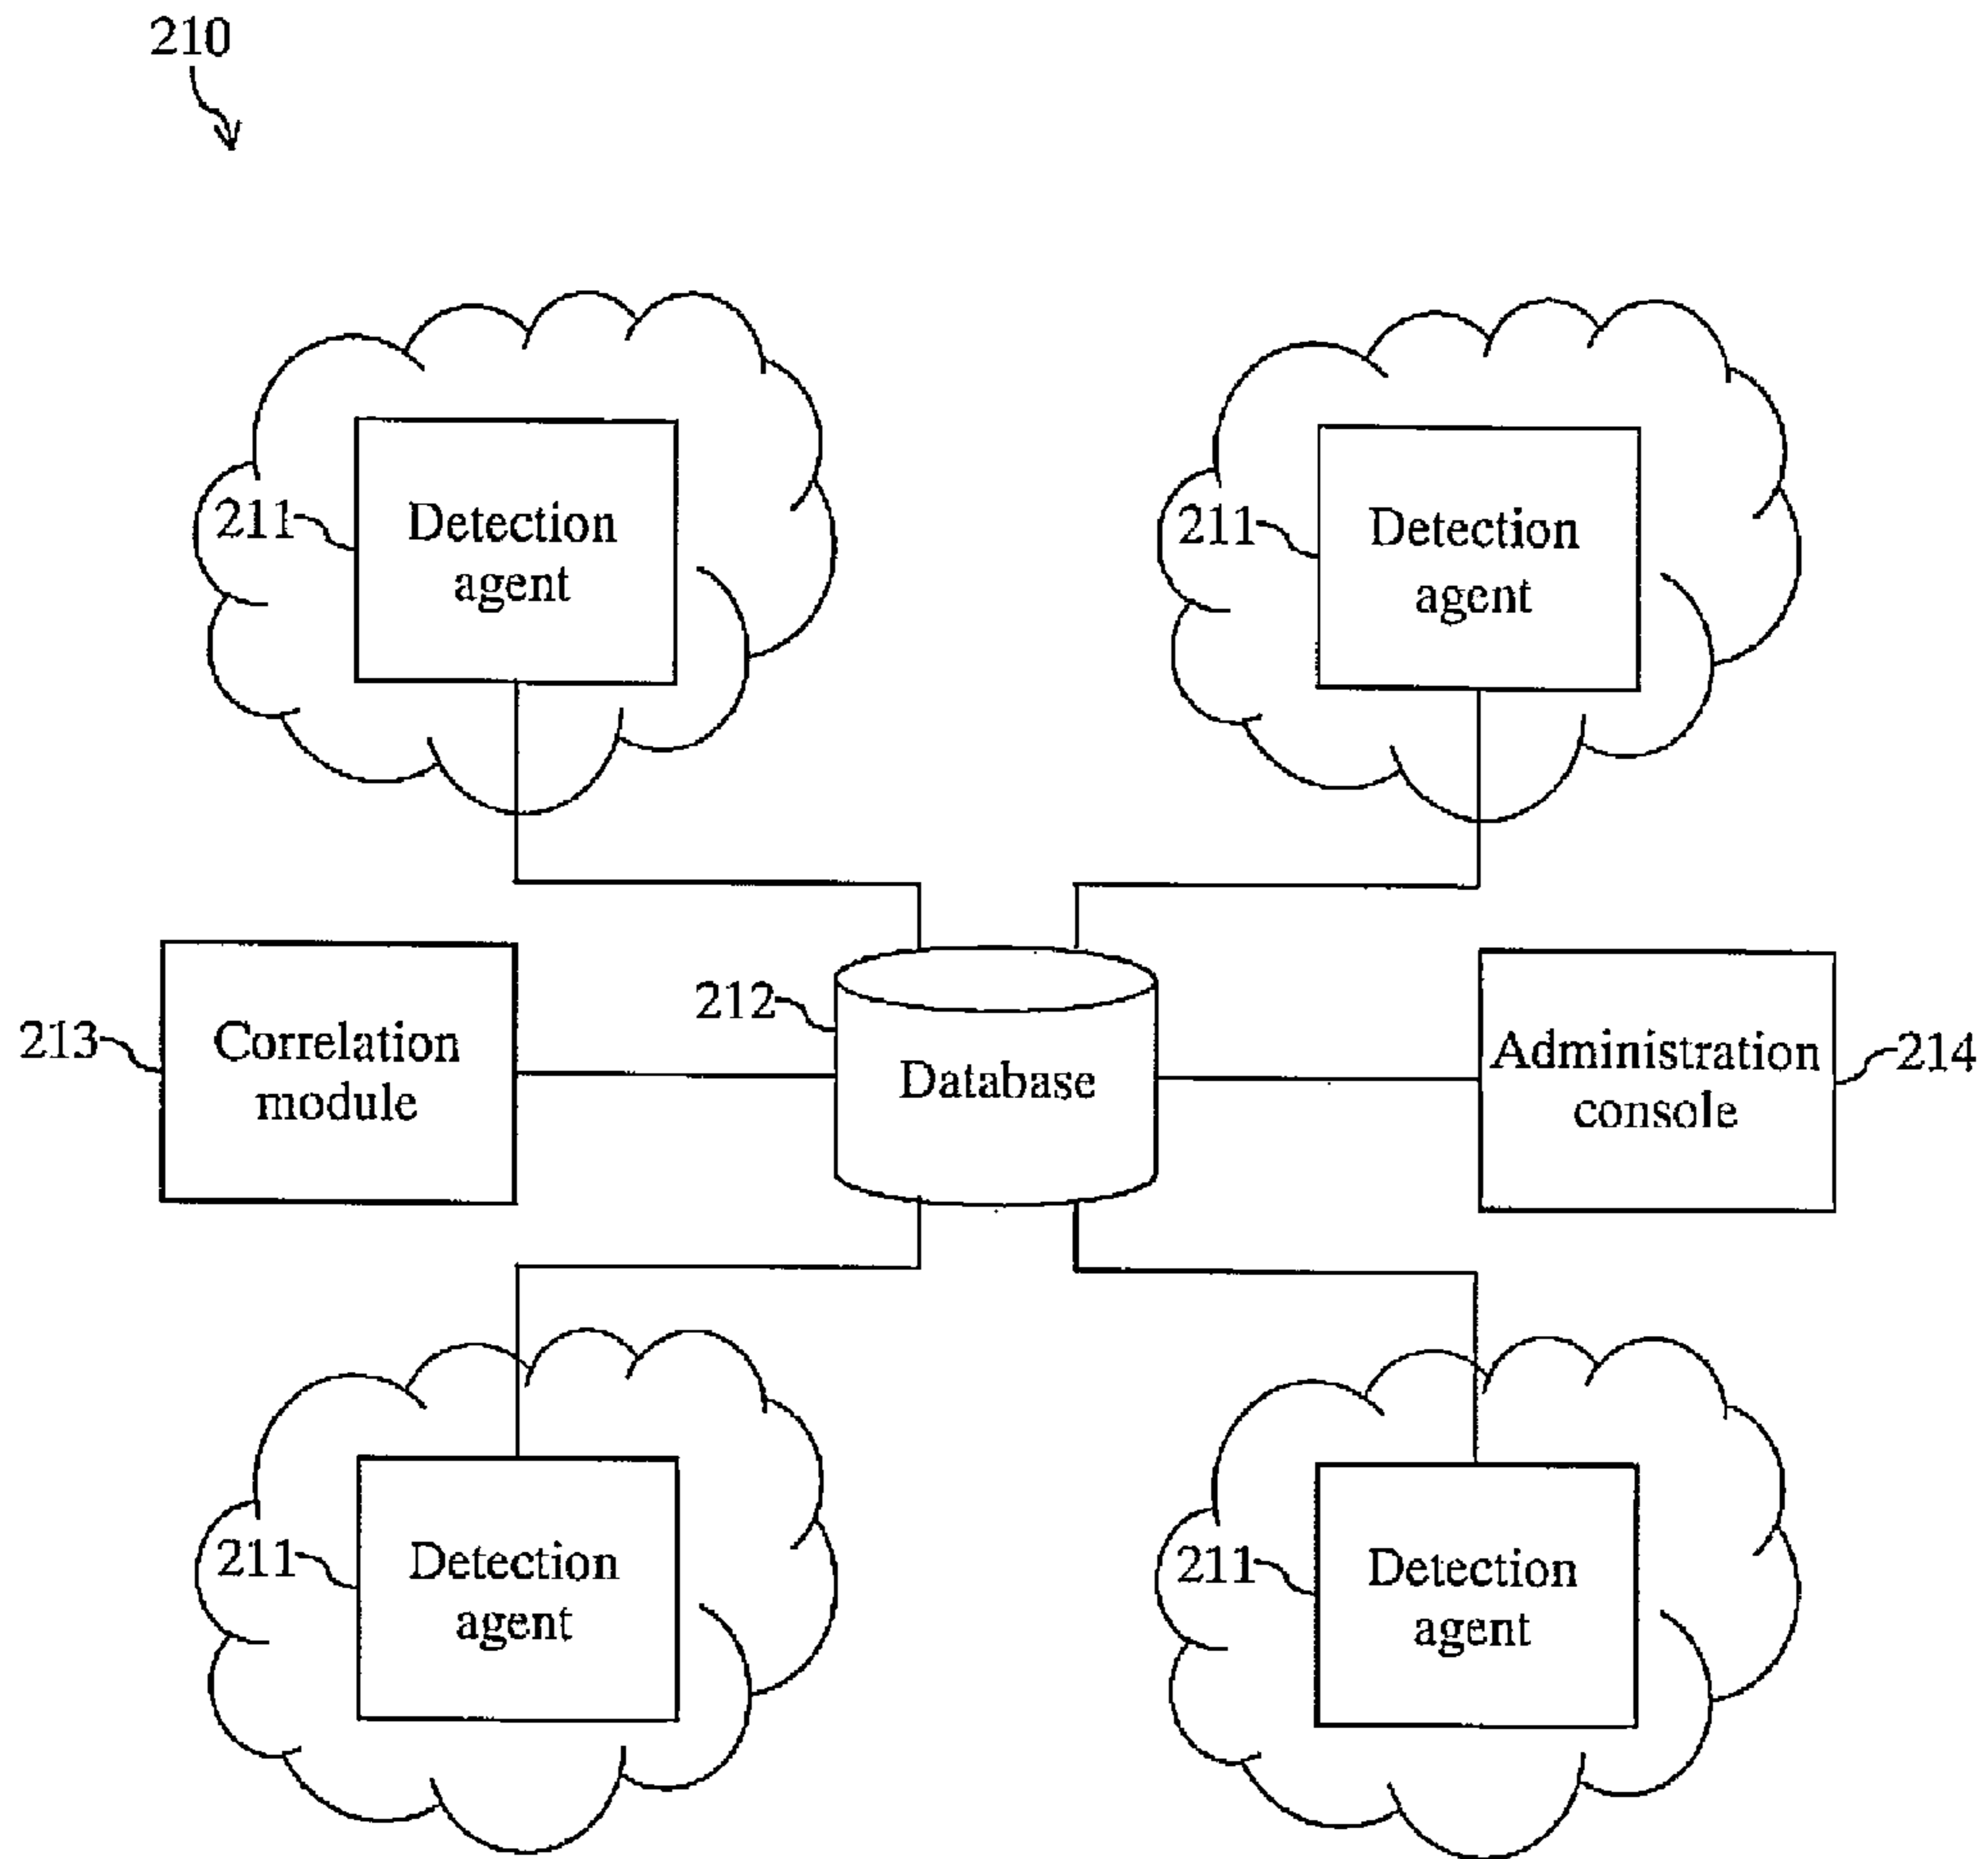 210
211
Detection
agent
211
Detection
agent
213
Correlation
module
212
Database
Administration
console
214
211
Detection
agent
211
Detection
agent